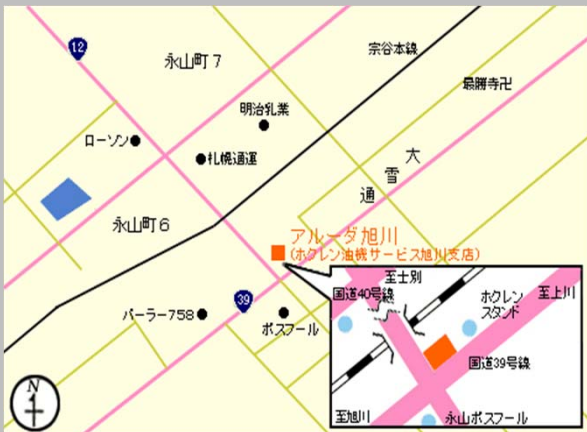 12
永山町7
宗谷本線
最勝寺卍
明治乳業
ローソン
札幌通運
大雪通
永山町6
アルーダ旭川
(ホクレン油機サービス旭川支店)
39
パーラー758
ポスフール
N
至士別
国道40号線
ホクレン
スタンド
至上川
国道39号線
至旭川
永山ポスフール